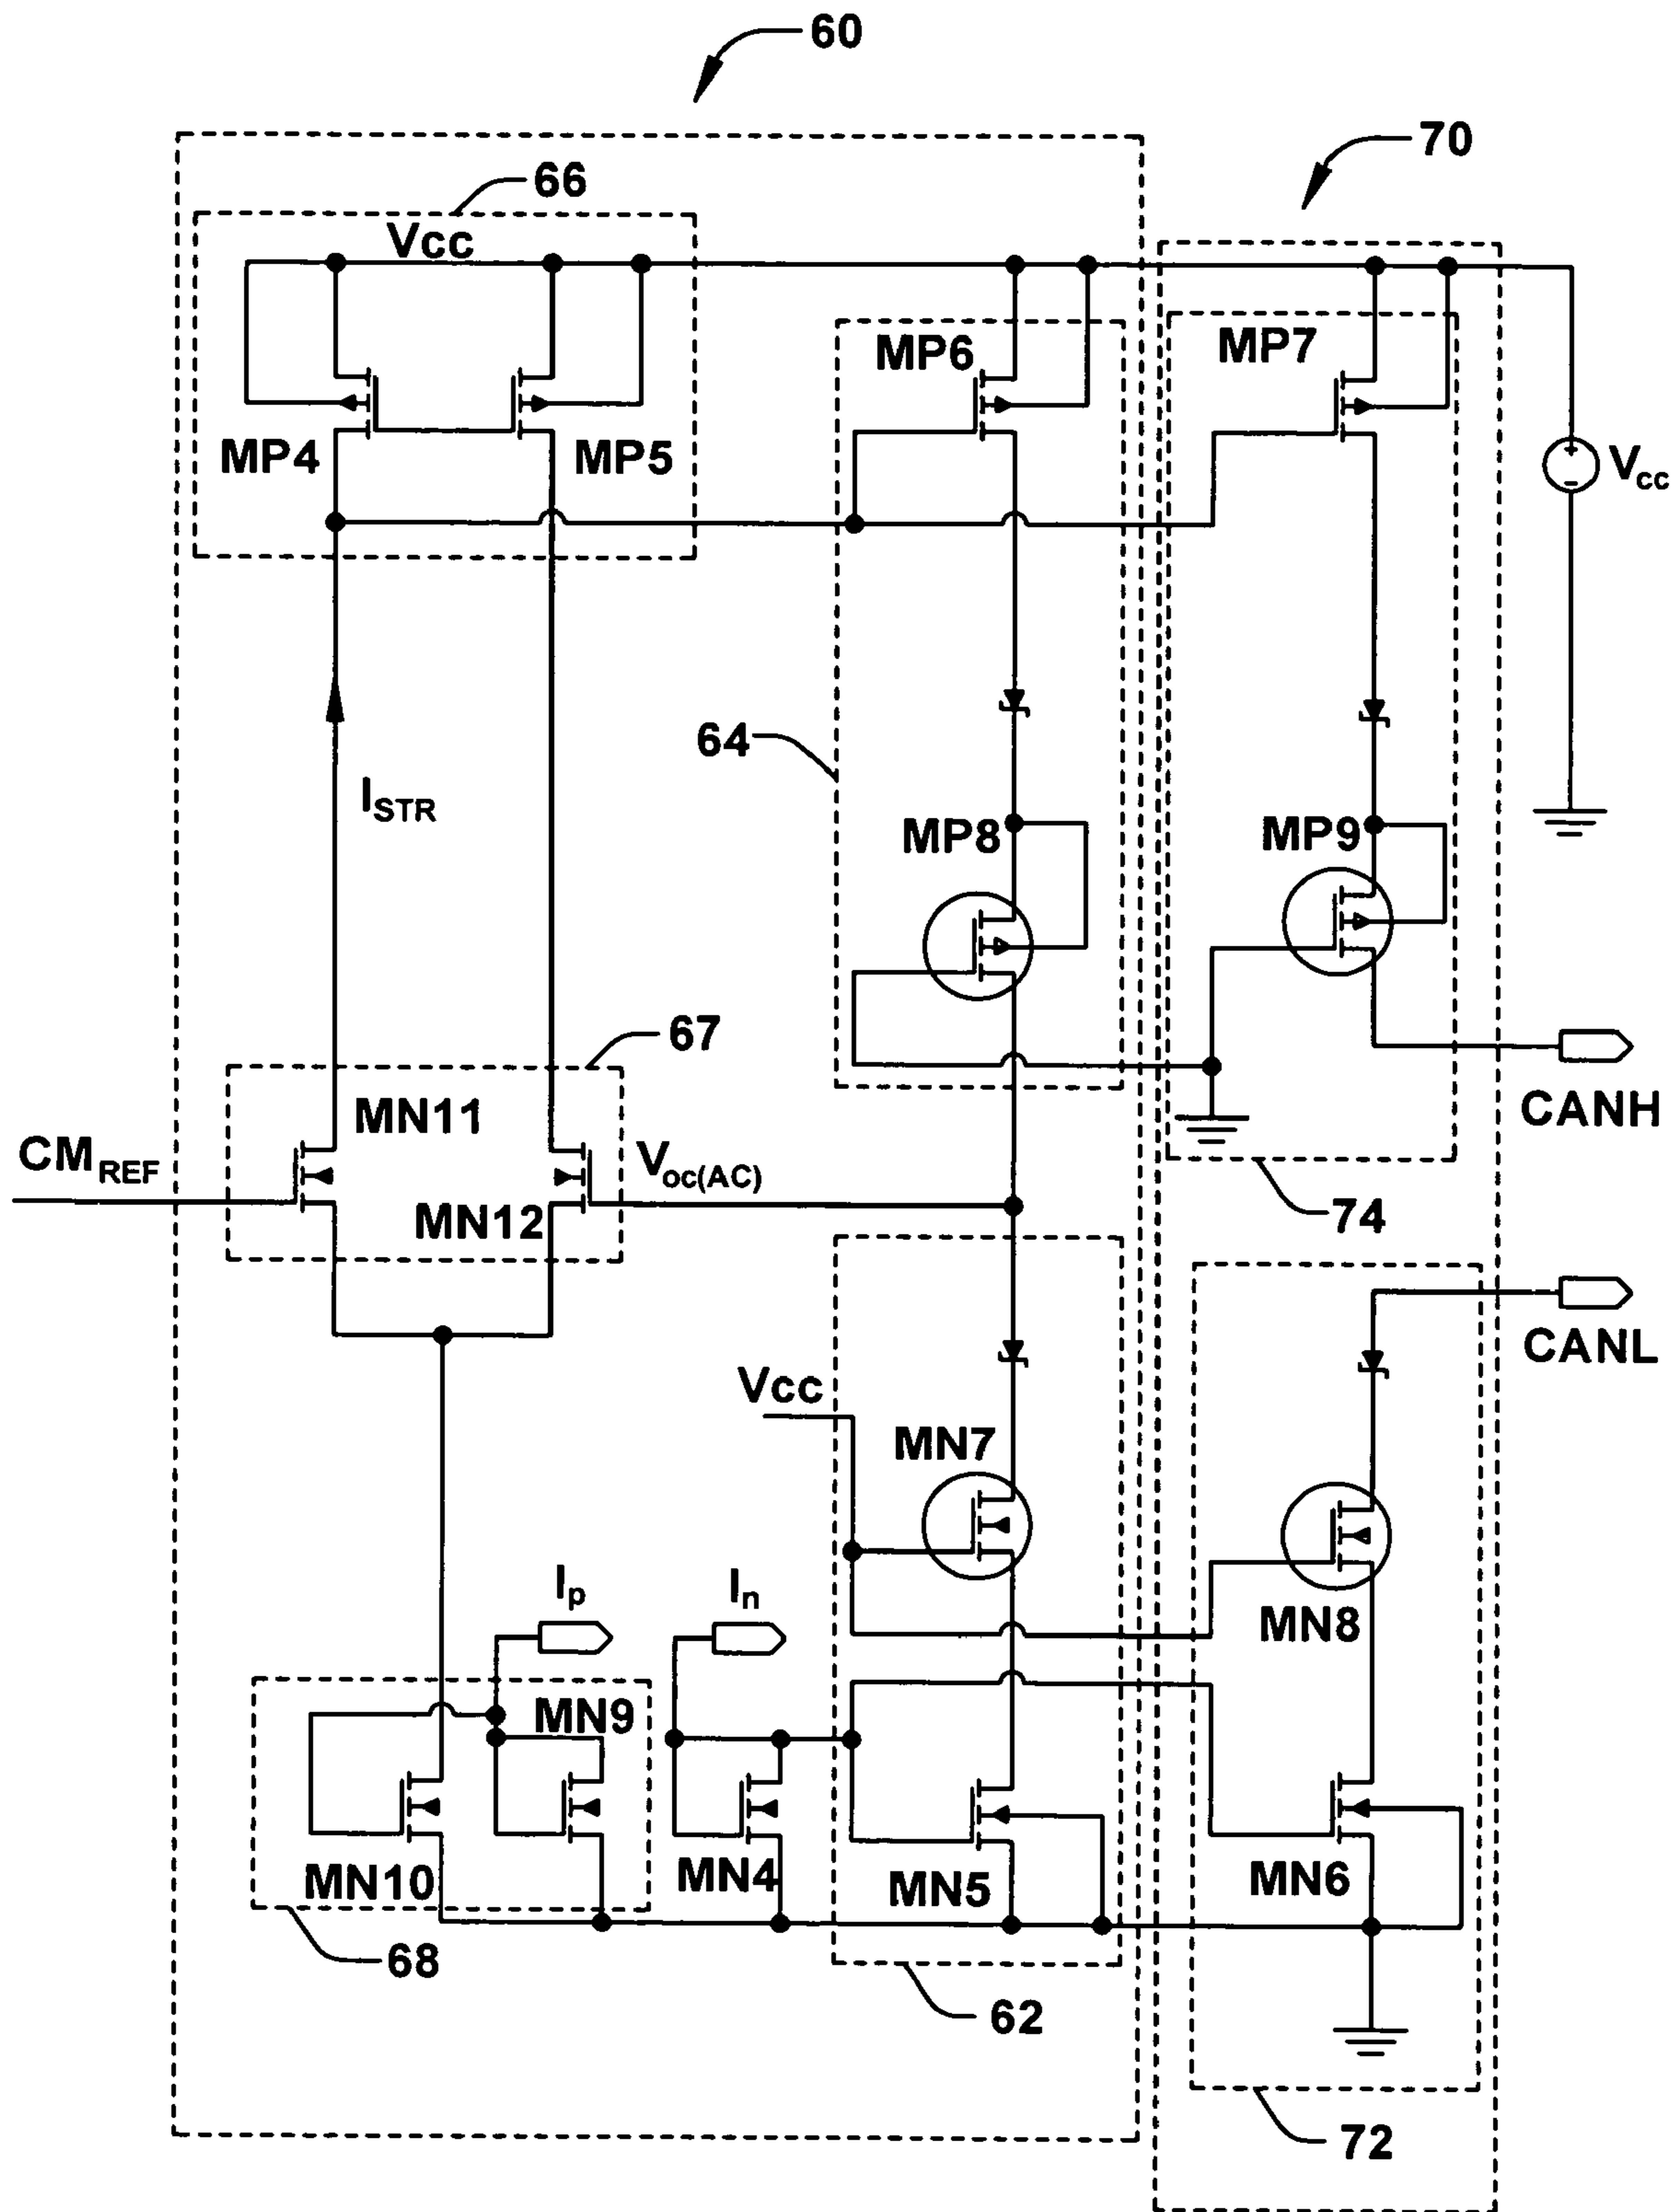 60
70
66
Vcc
MP6
MP7
MP4
MP5
Vcc
64
ISTR
MP8
MP9
67
MN11
CANH
CMREF
Voc(AC)
MN12
74
CANL
Vcc
MN7
Ip
In
MN8
MN9
MN10
MN4
MN5
MN6
68
62
72